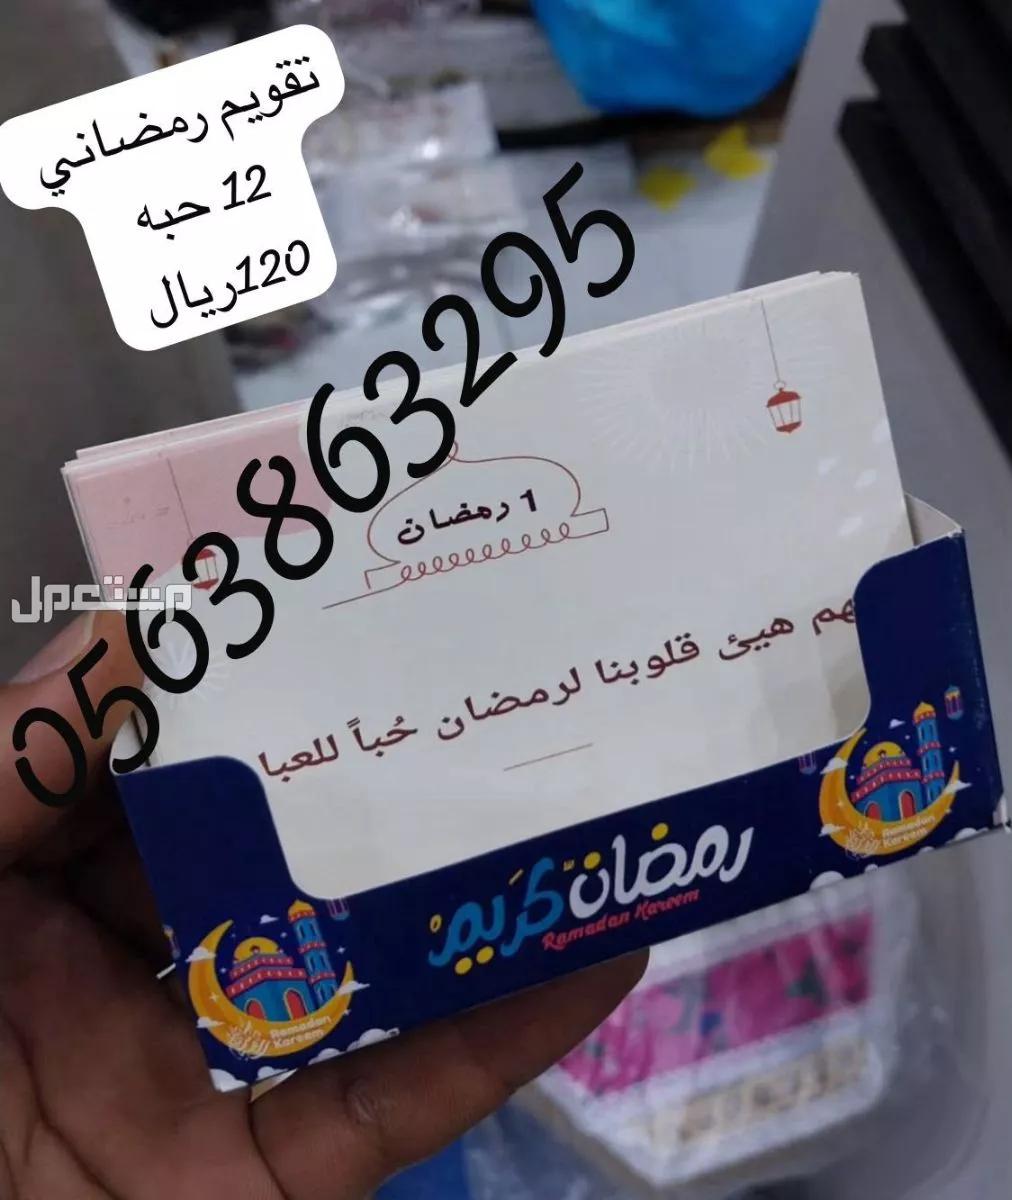 تقويم رمضاني
12 حبه
120ريال
0563863295
1 رمضان
هم هيئ قلوبنا لرمضان حُباً للعبا
مستعمل
رمضان كريم
Ramadan Kareem
Ramadan
Kareem
Ramadan
Kareem